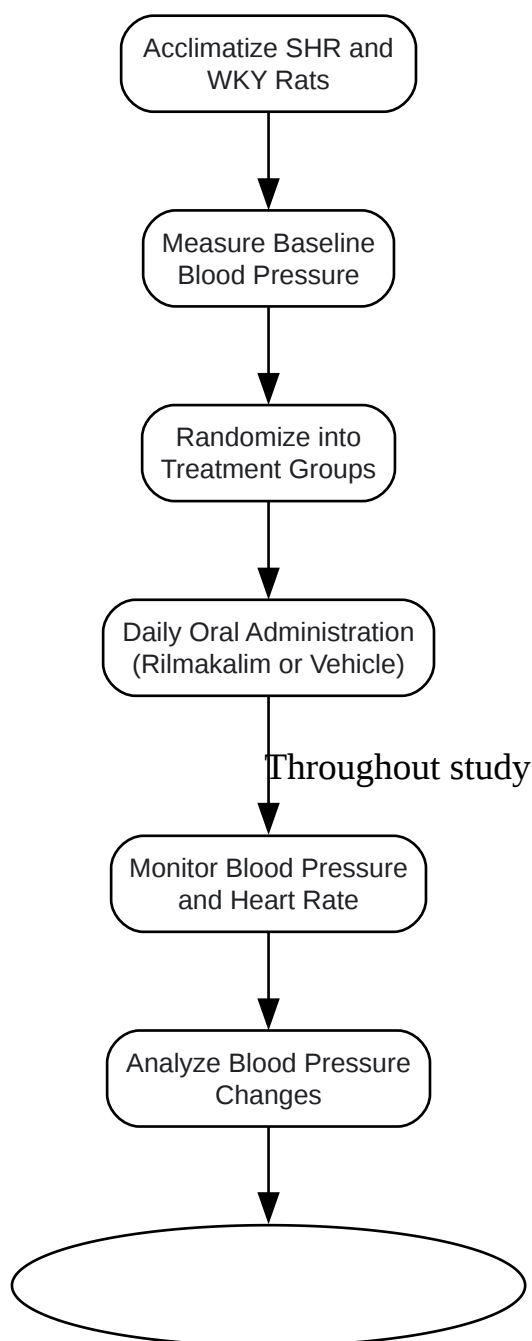 Acclimatize SHR and
WKY Rats
Measure Baseline
Blood Pressure
Randomize into
Treatment Groups
Daily Oral Administration
(Rilmakalim or Vehicle)
Throughout study
Monitor Blood Pressure
and Heart Rate
Analyze Blood Pressure
Changes